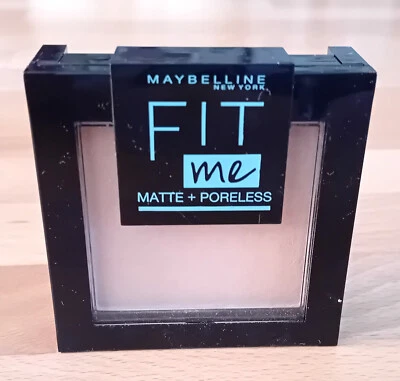 MAYBELLINE
NEW YORK
FIT
me
MATTE + PORELESS